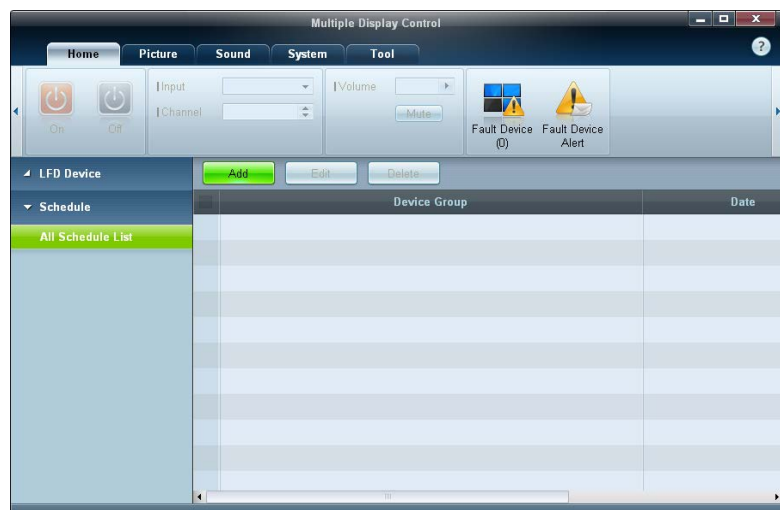 Multiple Display Control
Home Picture Sound System Tool
?
Input
Volume
Channel
Mute
On Off
Fault Device (0)
Fault Device Alert
LFD Device
Add Edit Delete
Schedule
Device Group Date
All Schedule List